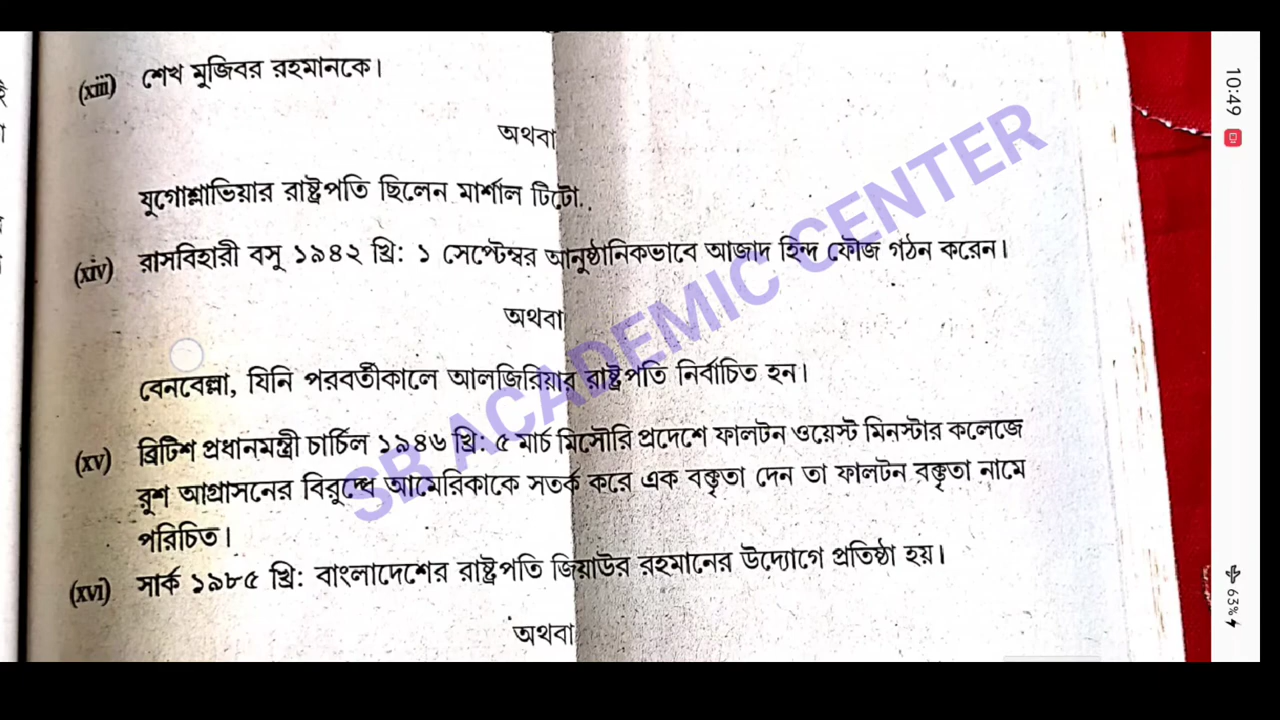 (xiii) শেখ মুজিবর রহমানকে।
অথবা
যুগোশ্লাভিয়ার রাষ্ট্রপতি ছিলেন মার্শাল টিটো..
(xiv) রাসবিহারী বসু ১৯৪২ খ্রি: ১ সেপ্টেম্বর আনুষ্ঠানিকভাবে আজাদ হিন্দ ফৌজ গঠন করেন।
অথবা
বেনবেল্লা, যিনি পরবর্তীকালে আলজিরিয়ার রাষ্ট্রপতি নির্বাচিত হন।
(xv) ব্রিটিশ প্রধানমন্ত্রী চার্চিল ১৯৪৬ খ্রি: ৫ মার্চ মিসৌরি প্রদেশে ফালটন ওয়েস্ট মিনস্টার কলেজে
রুশ আগ্রাসনের বিরুদ্ধে আমেরিকাকে সতর্ক করে এক বক্তৃতা দেন তা ফালটন বক্তৃতা নামে
পরিচিত।
(xvi) সার্ক ১৯৮৫ খ্রি: বাংলাদেশের রাষ্ট্রপতি জিয়াউর রহমানের উদ্যোগে প্রতিষ্ঠা হয়।
অথবা
SB ACADEMIC CENTER
10:49
63%